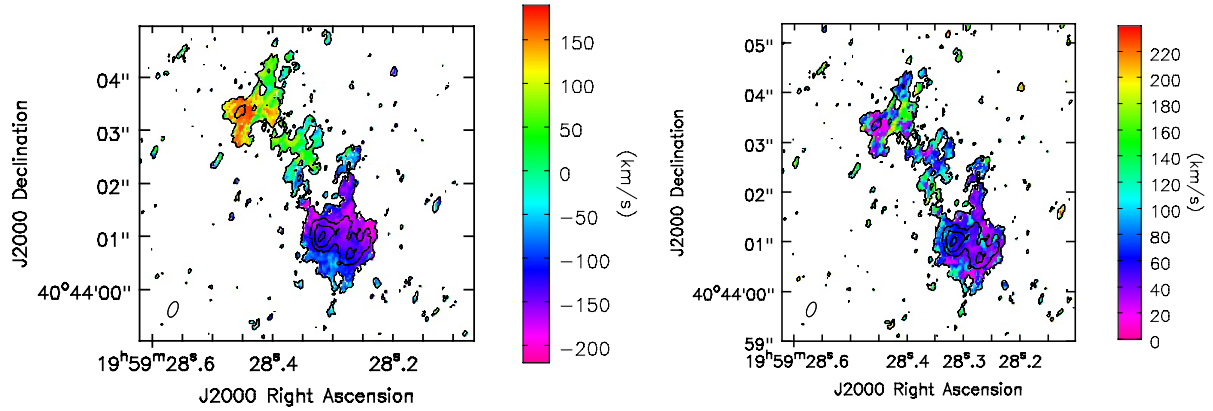 150
100
50
0
−50
−100
−150
−200
(km/s)
04"
03"
02"
01"
40°44'00"
J2000 Declination
19ʰ59ᵐ28ˢ.6
28ˢ.4
28ˢ.2
J2000 Right Ascension
05"
04"
03"
02"
01"
40°44'00"
59"
J2000 Declination
19ʰ59ᵐ28ˢ.6
28ˢ.4
28ˢ.3
28ˢ.2
J2000 Right Ascension
220
200
180
160
140
120
100
80
60
40
20
0
(km/s)